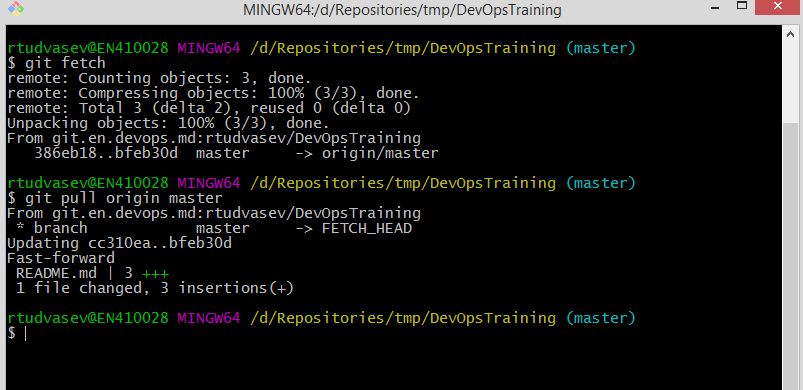 MINGW64:/d/Repositories/tmp/DevOpsTraining
rtudvasev@EN410028 MINGW64 /d/Repositories/tmp/DevOpsTraining (master)
$ git fetch
remote: Counting objects: 3, done.
remote: Compressing objects: 100% (3/3), done.
remote: Total 3 (delta 2), reused 0 (delta 0)
Unpacking objects: 100% (3/3), done.
From git.en.devops.md:rtudvasev/DevOpsTraining
   386eb18..bfeb30d  master     -> origin/master
rtudvasev@EN410028 MINGW64 /d/Repositories/tmp/DevOpsTraining (master)
$ git pull origin master
From git.en.devops.md:rtudvasev/DevOpsTraining
 * branch            master     -> FETCH_HEAD
Updating cc310ea..bfeb30d
Fast-forward
 README.md | 3 +++
 1 file changed, 3 insertions(+)
rtudvasev@EN410028 MINGW64 /d/Repositories/tmp/DevOpsTraining (master)
$